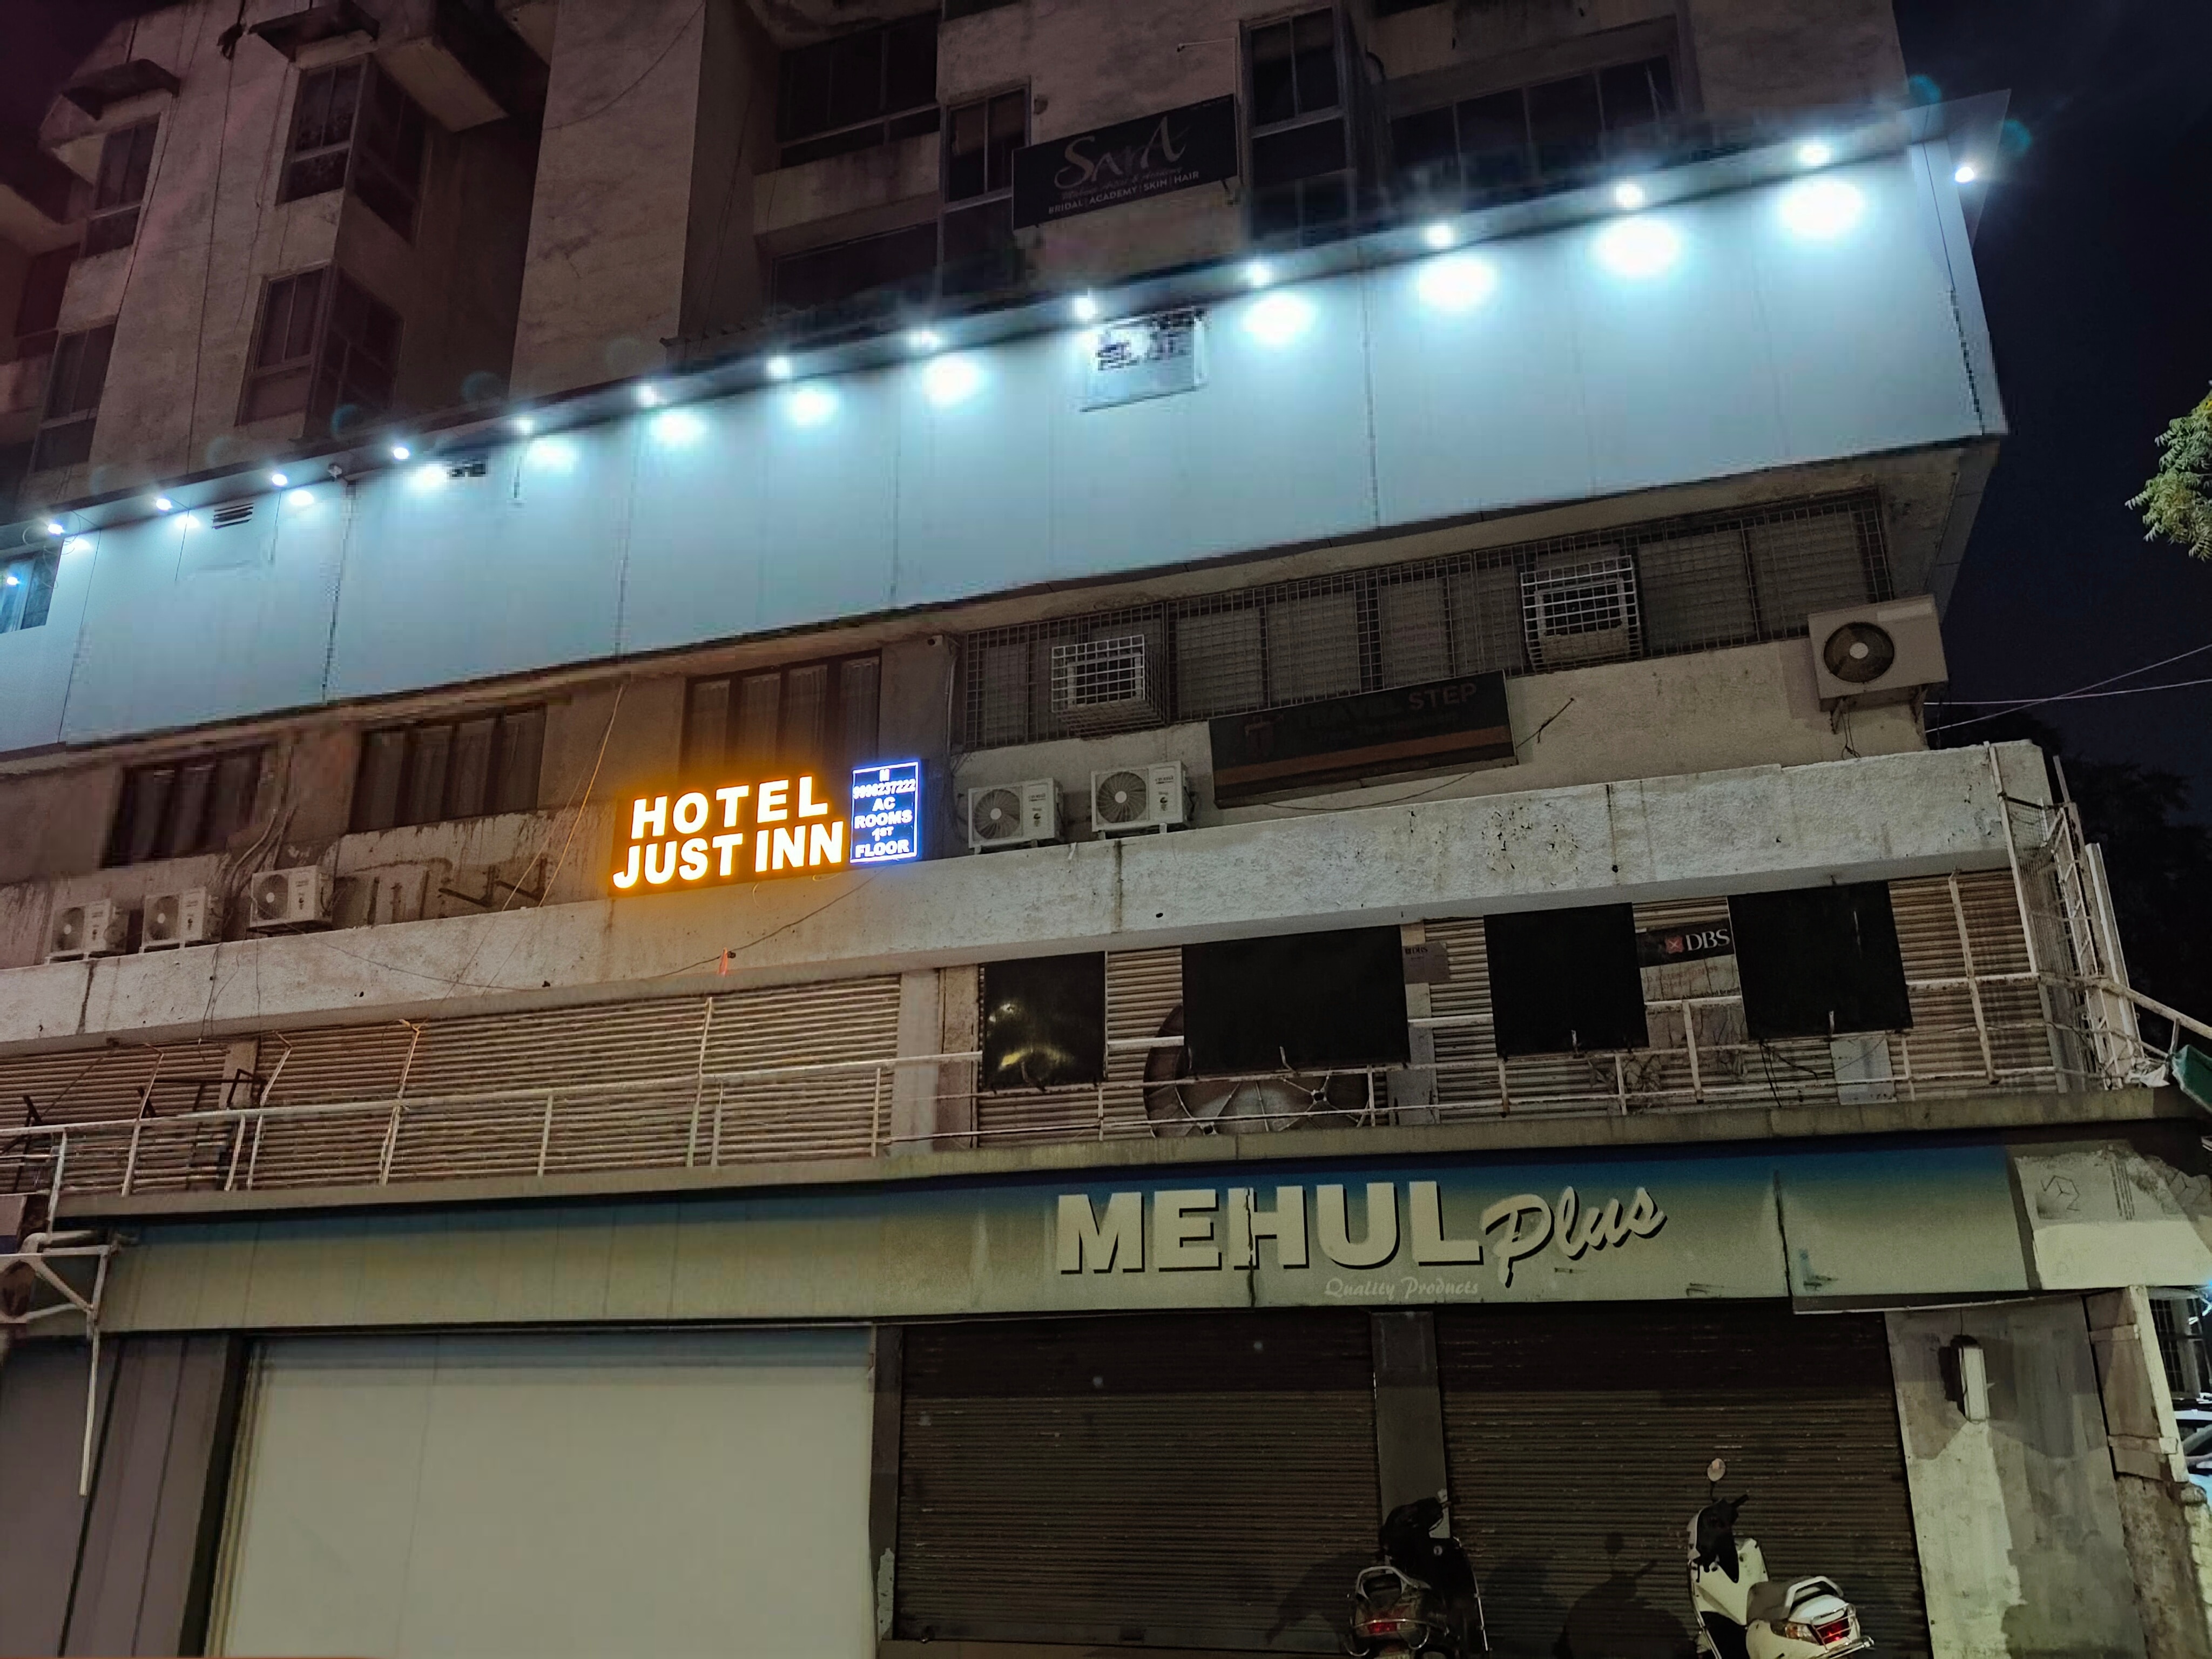 SarA
BRIDAL | ACADEMY | SKIN | HAIR
TRAVEL STEP
HOTEL
JUST INN
M
9998237222
AC
ROOMS
1ST
FLOOR
DBS
MEHUL Plus
Quality Products